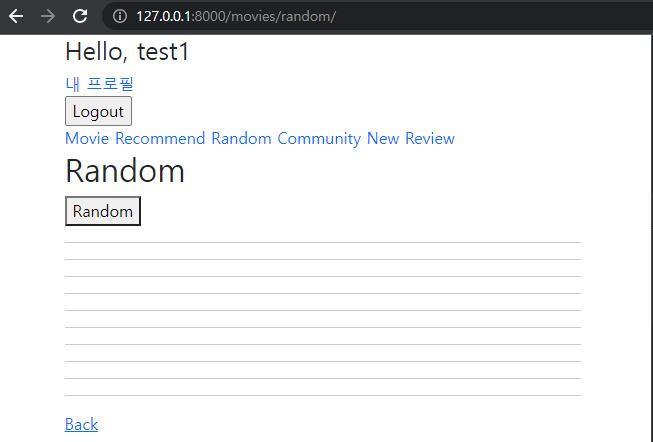 127.0.0.1:8000/movies/random/
Hello, test1
내 프로필
Logout
Movie Recommend Random Community New Review
Random
Random
Back